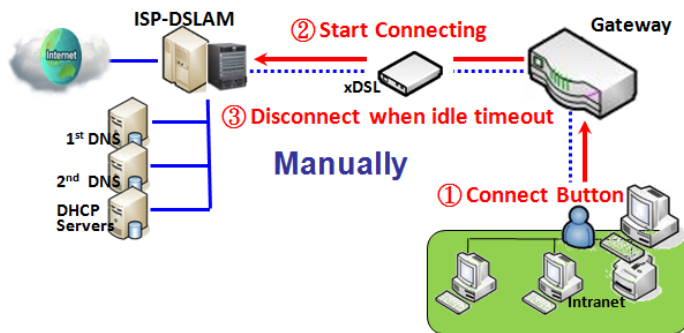 ISP-DSLAM
② Start Connecting
Gateway
Internet
xDSL
③ Disconnect when idle timeout
1st DNS
Manually
2nd DNS
① Connect Button
DHCP
Servers
Intranet